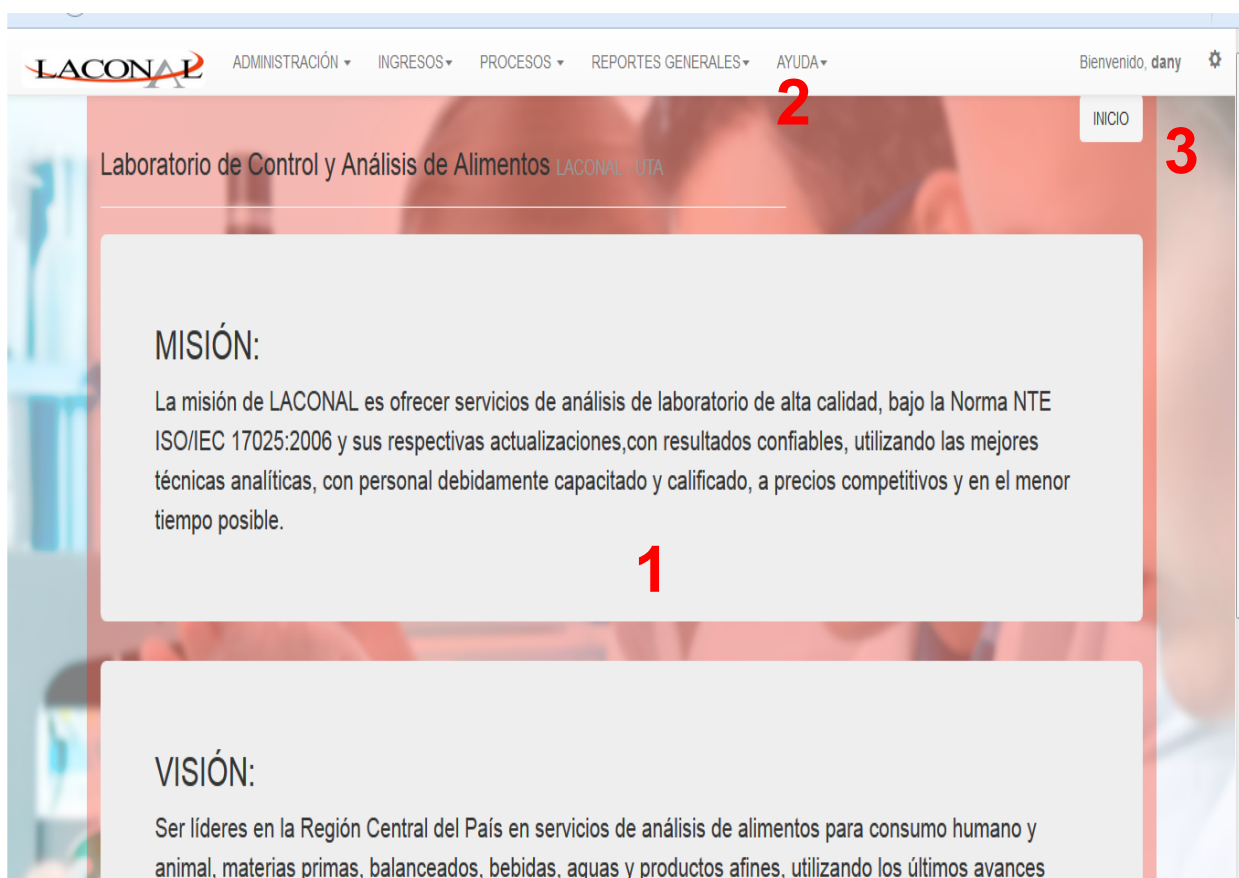 LACONAL ADMINISTRACIÓN INGRESOS PROCESOS REPORTES GENERALES AYUDA Bienvenido, dany
2
INICIO
3
Laboratorio de Control y Análisis de Alimentos LACONAL - UTA
MISIÓN:
La misión de LACONAL es ofrecer servicios de análisis de laboratorio de alta calidad, bajo la Norma NTE
ISO/IEC 17025:2006 y sus respectivas actualizaciones,con resultados confiables, utilizando las mejores
técnicas analíticas, con personal debidamente capacitado y calificado, a precios competitivos y en el menor
tiempo posible.
1
VISIÓN:
Ser líderes en la Región Central del País en servicios de análisis de alimentos para consumo humano y
animal, materias primas, balanceados, bebidas, aguas y productos afines, utilizando los últimos avances